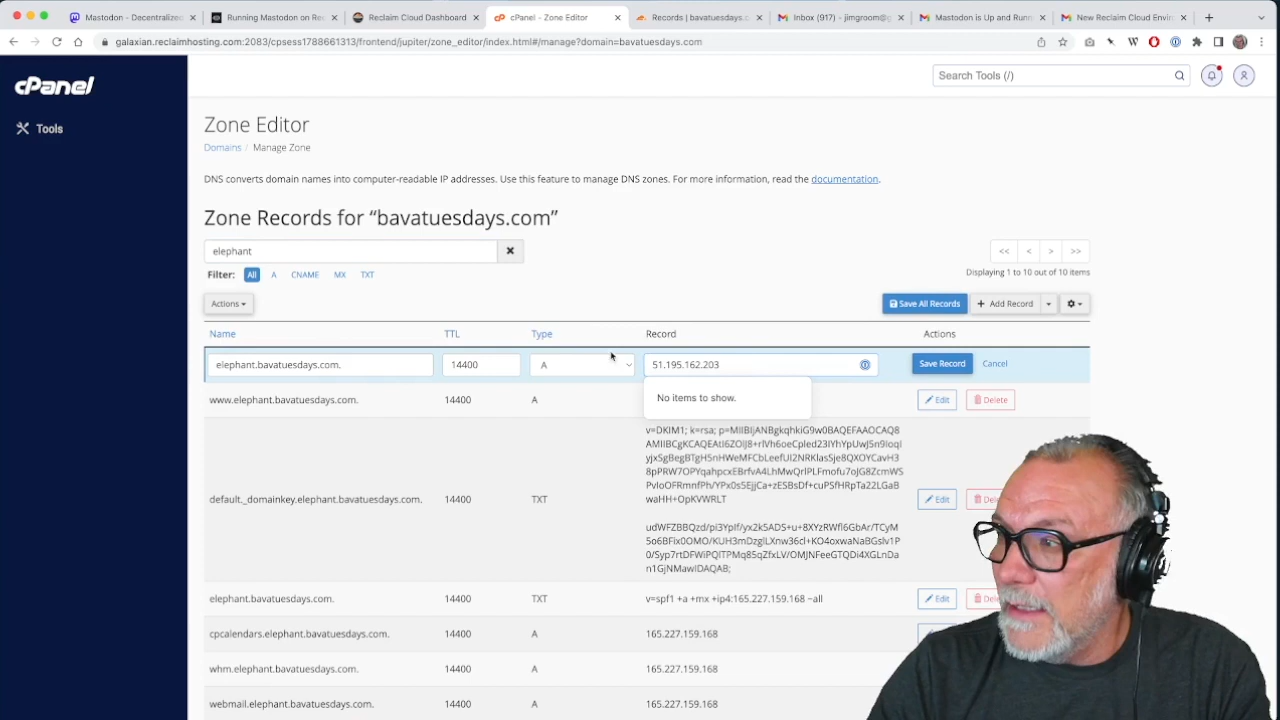 Mastodon - Decentralized
Running Mastodon on Rec
Reclaim Cloud Dashboard
cPanel - Zone Editor
Records | bavatuesdays.c
Inbox (917) - jimgroom@g
Mastodon is Up and Runn
New Reclaim Cloud Envir
galaxian.reclaimhosting.com:2083/cpsess1788661313/frontend/jupiter/zone_editor/index.html#/manage?domain=bavatuesdays.com
cPanel
Search Tools (/)
Tools
Zone Editor
Domains / Manage Zone
DNS converts domain names into computer-readable IP addresses. Use this feature to manage DNS zones. For more information, read the documentation.
Zone Records for “bavatuesdays.com”
elephant
<< < > >>
Filter: All A CNAME MX TXT
Displaying 1 to 10 out of 10 items
Actions
Save All Records
+ Add Record
Name TTL Type Record Actions
elephant.bavatuesdays.com. 14400 A 51.195.162.203 Save Record Cancel
No items to show.
www.elephant.bavatuesdays.com. 14400 A Edit Delete
v=DKIM1; k=rsa;
default._domainkey.elephant.bavatuesdays.com. 14400 TXT Edit
elephant.bavatuesdays.com. 14400 TXT v=spf1 +a +mx +ip4:165.227.159.168 ~all Edit
cpcalendars.elephant.bavatuesdays.com. 14400 A 165.227.159.168
whm.elephant.bavatuesdays.com. 14400 A 165.227.159.168
webmail.elephant.bavatuesdays.com. 14400 A 165.227.159.168